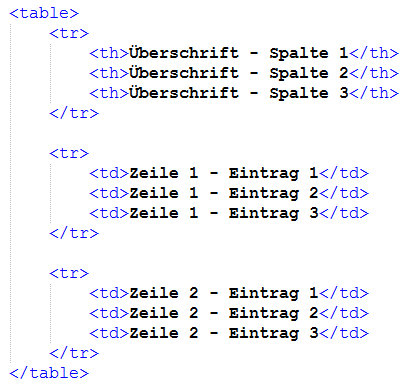 <table>
<tr>
<th>Überschrift - Spalte 1</th>
<th>Überschrift - Spalte 2</th>
<th>Überschrift - Spalte 3</th>
</tr>
<tr>
<td>Zeile 1 - Eintrag 1</td>
<td>Zeile 1 - Eintrag 2</td>
<td>Zeile 1 - Eintrag 3</td>
</tr>
<tr>
<td>Zeile 2 - Eintrag 1</td>
<td>Zeile 2 - Eintrag 2</td>
<td>Zeile 2 - Eintrag 3</td>
</tr>
</table>